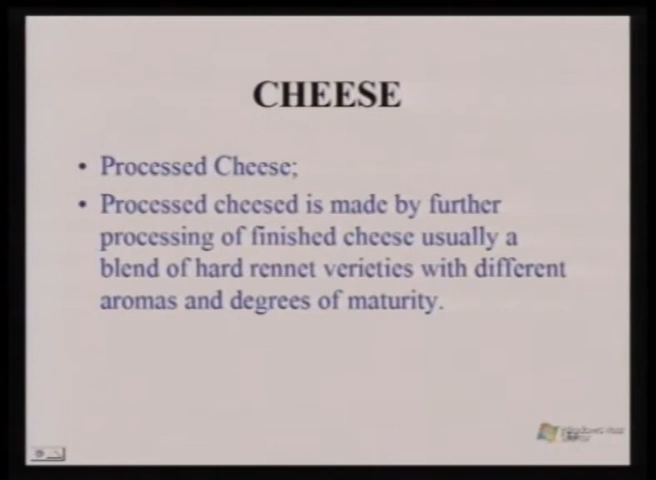 CHEESE
• Processed Cheese;
• Processed cheesed is made by further
processing of finished cheese usually a
blend of hard rennet verieties with different
aromas and degrees of maturity.